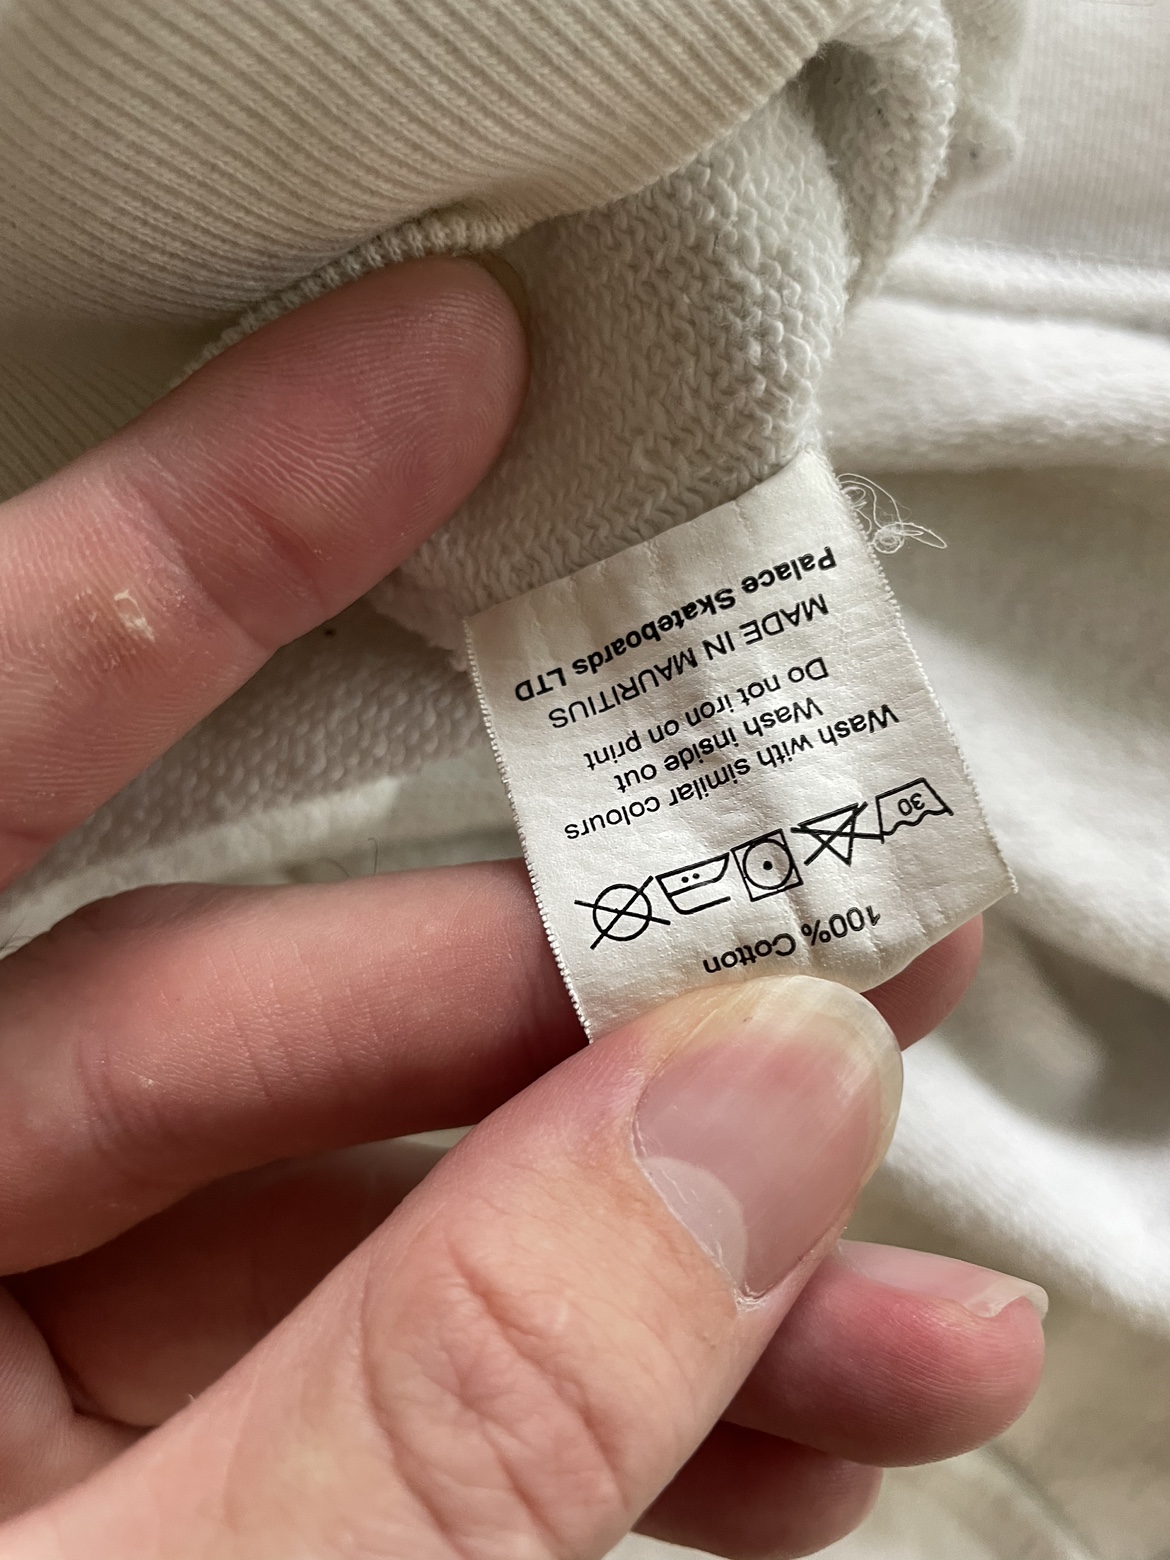 100% Cotton
30
Wash with similar colours
Wash inside out
Do not iron on print
MADE IN MAURITIUS
Palace Skateboards LTD